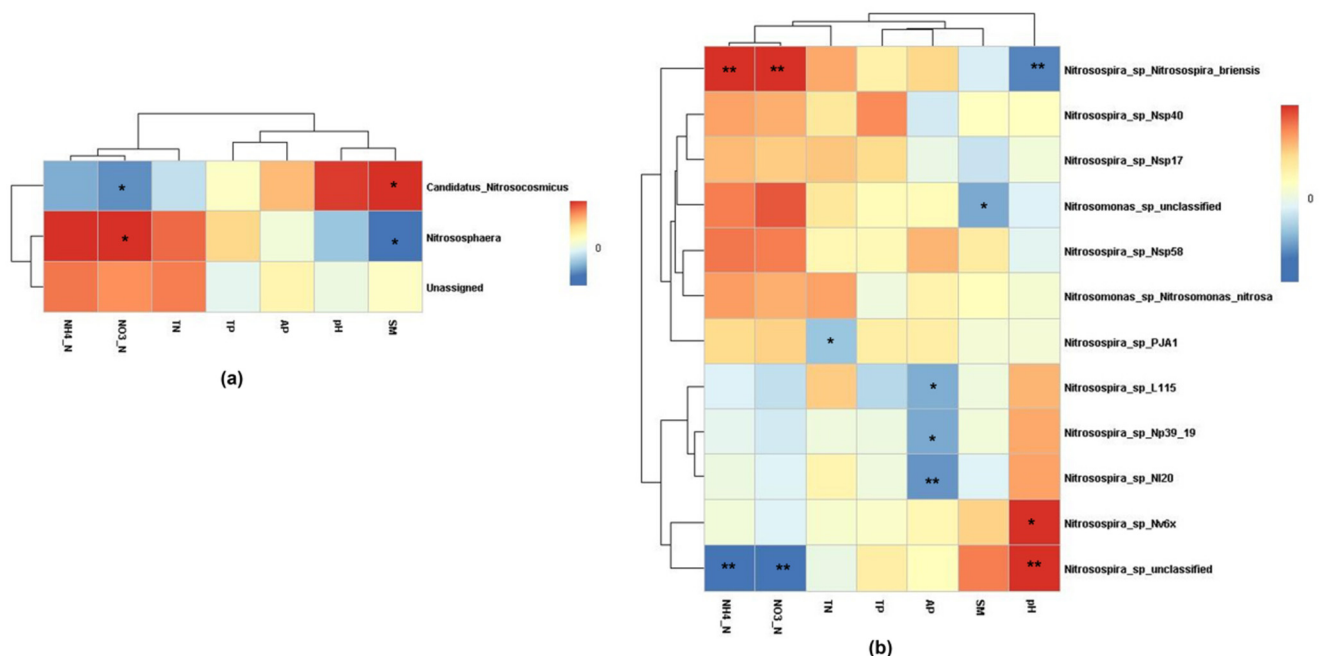 (b)
** ** ** Nitrosospira_sp_Nitrosospira_briensis
Nitrosospira_sp_Nsp40
Nitrosospira_sp_Nsp17
* Nitrosomonas_sp_unclassified
Nitrosospira_sp_Nsp58
Nitrosomonas_sp_Nitrosomonas_nitrosa
* Nitrosospira_sp_PJA1
* Nitrosospira_sp_L115
* Nitrosospira_sp_Np39_19
** Nitrosospira_sp_Nl20
* Nitrosospira_sp_Nv6x
** ** ** Nitrosospira_sp_unclassified
NH4_N NO3_N TN TP AP SM pH
0
* * Candidatus_Nitrosocosmicus
* * Nitrososphaera
Unassigned
NH4_N NO3_N TN TP AP pH SM
0
(a)